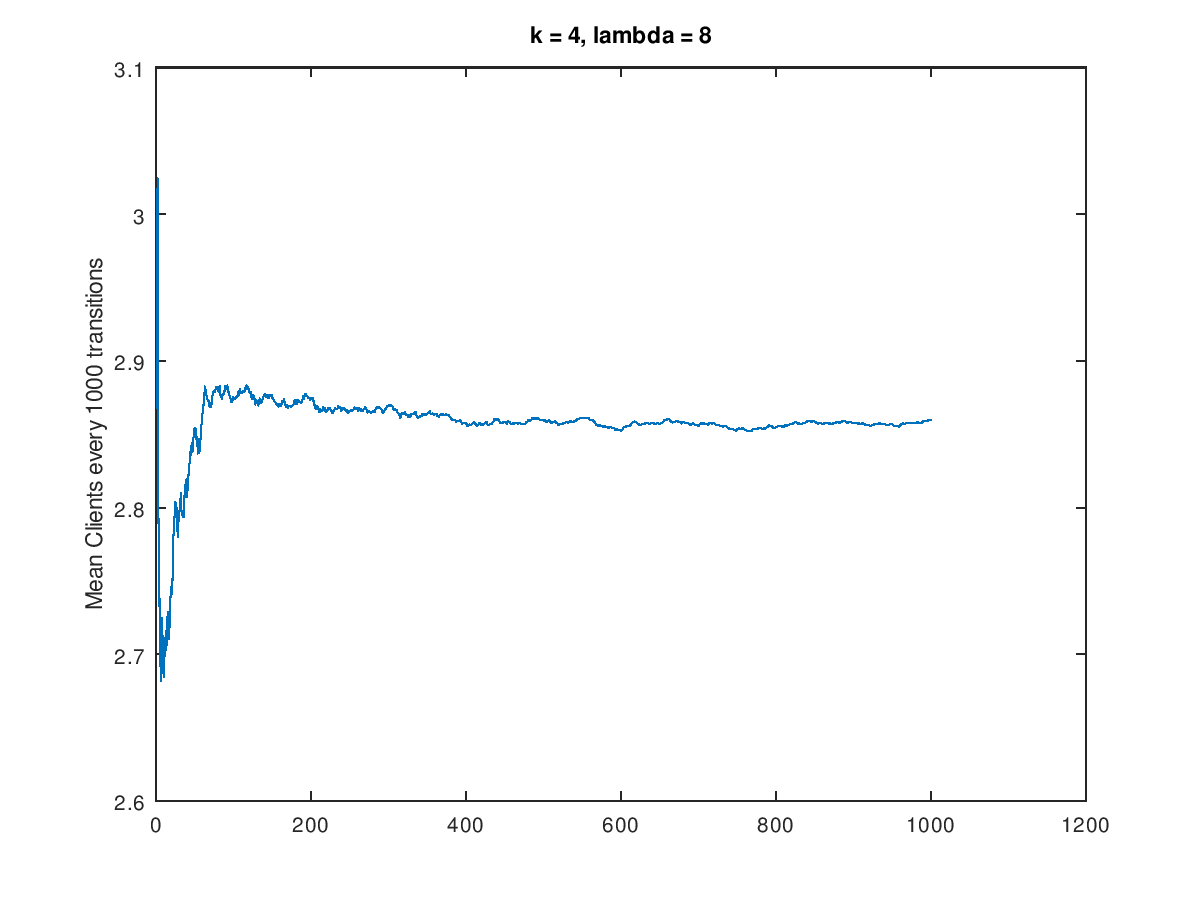 k = 4, lambda = 8
3.1
3
2.9
2.8
2.7
2.6
Mean Clients every 1000 transitions
0 200 400 600 800 1000 1200